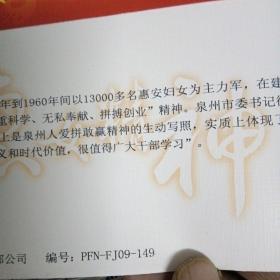 年到1960年间以13000多名惠安妇女为主力军,在建
重科学、无私奉献、拼搏创业”精神。泉州市委书记
上是泉州人爱拼敢赢精神的生动写照,实质上体现了
义和时代价值,很值得广大干部学习”。
公司 编号:PFN-FJ09-149
神